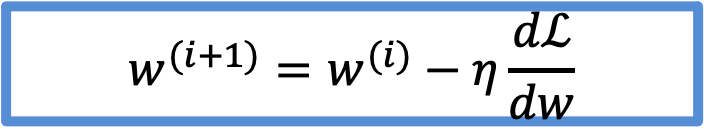 w^(i+1) = w^(i) − η dℒ/dw